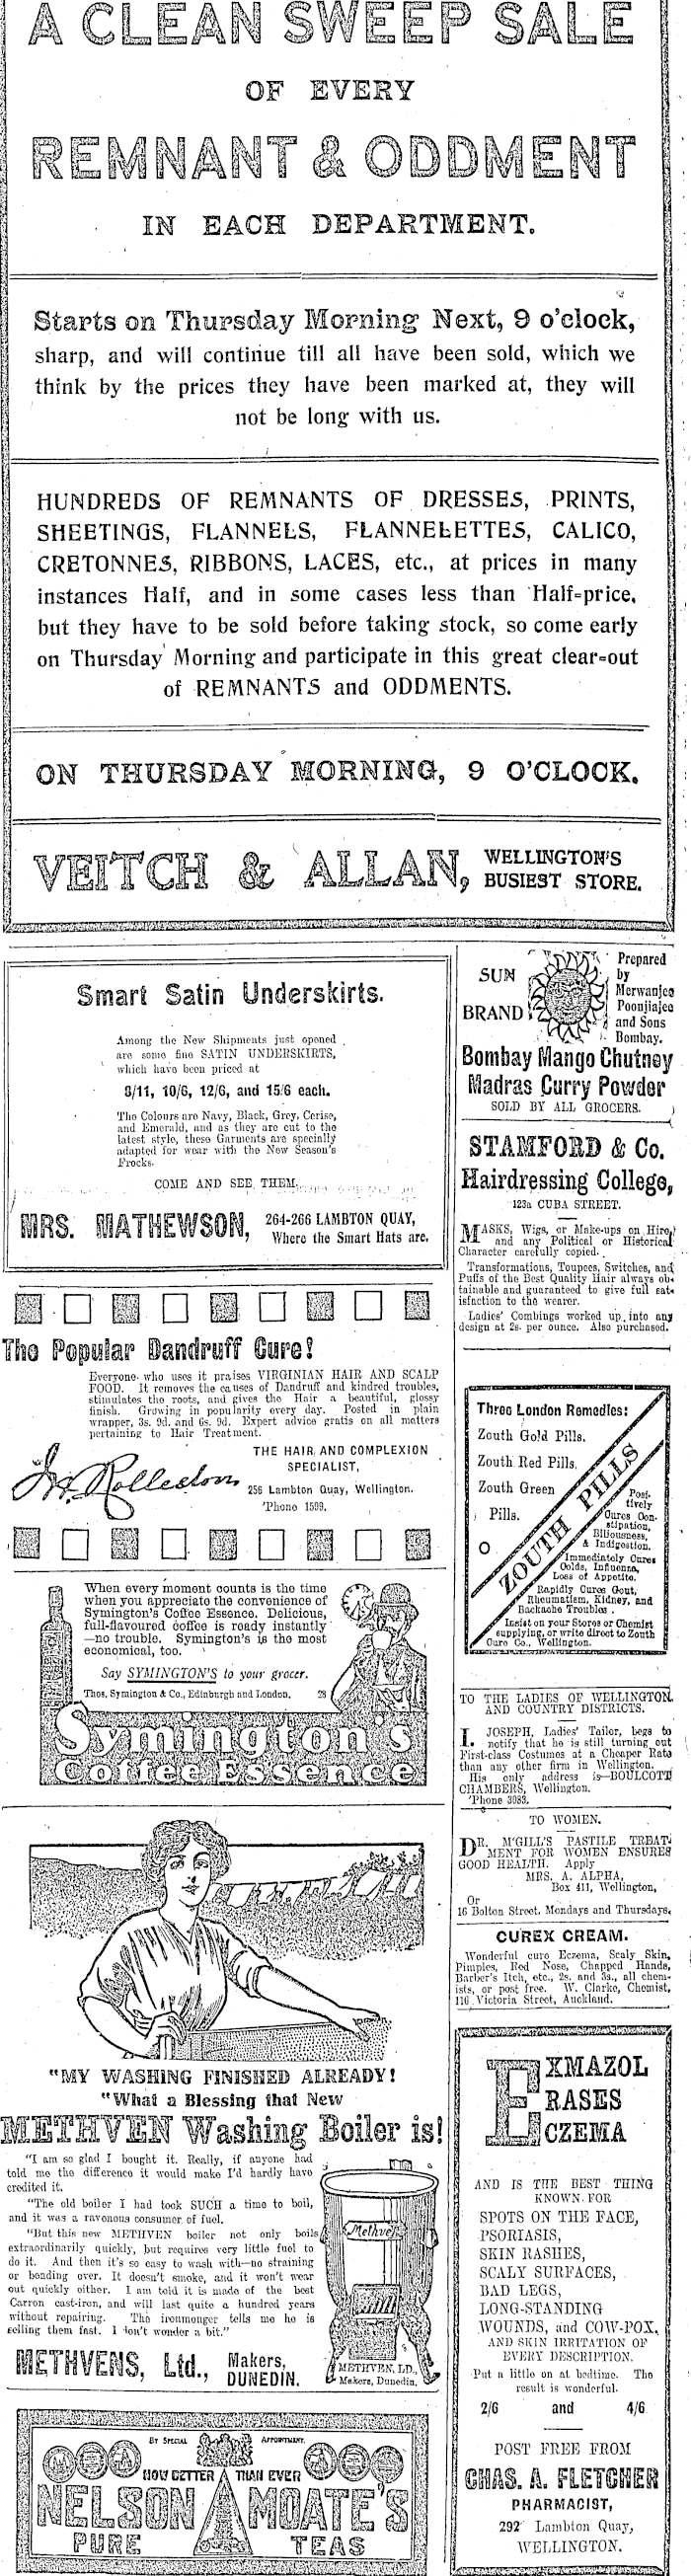 A CLEAN SWEEP SALE
OF EVERY
REMNANT & ODDMENT
IN EACH DEPARTMENT.
Starts on Thursday Morning Next, 9 o'clock,
sharp, and will continue till all have been sold, which we
think by the prices they have been marked at, they will
not be long with us.
HUNDREDS OF REMNANTS OF DRESSES, PRINTS,
SHEETINGS, FLANNELS, FLANNELETTES, CALICO,
CRETONNES, RIBBONS, LACES, etc., at prices in many
instances Half, and in some cases less than Half=price,
but they have to be sold before taking stock, so come early
on Thursday Morning and participate in this great clear=out
of REMNANTS and ODDMENTS.
ON THURSDAY MORNING, 9 O'CLOCK.
VEITCH & ALLAN, WELLINGTON'S
BUSIEST STORE.
Smart Satin Underskirts.
Among the New Shipments just opened
are some fine SATIN UNDERSKIRTS,
which have been priced at
8/11, 10/6, 12/6, and 15/6 each.
The Colours are Navy, Black, Grey, Cerise,
and Emerald, and as they are cut to the
latest style, these Garments are specially
adapted for wear with the New Season's
Frocks.
COME AND SEE THEM.
MRS. MATHEWSON, 264-266 LAMBTON QUAY,
Where the Smart Hats are.
The Popular Dandruff Cure!
Everyone who uses it praises VIRGINIAN HAIR AND SCALP
FOOD. It removes the causes of Dandruff and kindred troubles,
stimulates the roots, and gives the Hair a beautiful, glossy
finish. Growing in popularity every day. Posted in plain
wrapper, 3s. 9d. and 6s. 9d. Expert advice gratis on all matters
pertaining to Hair Treatment.
Rolleston
THE HAIR AND COMPLEXION
SPECIALIST,
256 Lambton Quay, Wellington.
'Phone 1599.
When every moment counts is the time
when you appreciate the convenience of
Symington's Coffee Essence. Delicious,
full-flavoured coffee is ready instantly
—no trouble. Symington's is the most
economical, too.
Say SYMINGTON'S to your grocer.
Thos. Symington & Co., Edinburgh and London. 28
Symington's
Coffee Essence
"MY WASHING FINISHED ALREADY!
"What a Blessing that New
METHVEN Washing Boiler is!
"I am so glad I bought it. Really, if anyone had
told me the difference it would make I'd hardly have
credited it.
"The old boiler I had took SUCH a time to boil,
and it was a ravenous consumer of fuel.
"But this new METHVEN boiler not only boils
extraordinarily quickly, but requires very little fuel to
do it. And then it's so easy to wash with—no straining
or bending over. It doesn't smoke, and it won't wear
out quickly either. I am told it is made of the best
Carron cast-iron, and will last quite a hundred years
without repairing. The ironmonger tells me he is
selling them fast. I don't wonder a bit."
METHVENS, Ltd., Makers,
DUNEDIN.
Methven
METHVEN, LD.,
Makers, Dunedin.
BY SPECIAL APPOINTMENT.
NOW BETTER THAN EVER
NELSON MOATE'S
PURE TEAS
SUN
BRAND
Prepared
by
Merwanjee
Poonjiajee
and Sons
Bombay.
Bombay Mango Chutney
Madras Curry Powder
SOLD BY ALL GROCERS.
STAMFORD & Co.
Hairdressing College,
123a CUBA STREET.
MASKS, Wigs, or Make-ups on Hire,
and any Political or Historical
Character carefully copied.
Transformations, Toupees, Switches, and
Puffs of the Best Quality Hair always ob-
tainable and guaranteed to give full sat-
isfaction to the wearer.
Ladies' Combings worked up into any
design at 2s. per ounce. Also purchased.
Three London Remedies:
Zouth Gold Pills.
Zouth Red Pills.
Zouth Green
Pills.
ZOUTH PILLS
Posi-
tively
Cures Con-
stipation,
Biliousness,
& Indigestion.
Immediately Cures
Colds, Influenza,
Loss of Appetite.
Rapidly Cures Gout,
Rheumatism, Kidney, and
Backache Troubles.
Insist on your Stores or Chemist
supplying, or write direct to Zouth
Cure Co., Wellington.
TO THE LADIES OF WELLINGTON
AND COUNTRY DISTRICTS.
I. JOSEPH, Ladies' Tailor, begs to
notify that he is still turning out
First-class Costumes at a Cheaper Rate
than any other firm in Wellington.
His only address is—BOULCOTT
CHAMBERS, Wellington.
'Phone 3083.
TO WOMEN.
DR. M'GILL'S PASTILE TREAT-
MENT FOR WOMEN ENSURES
GOOD HEALTH. Apply
MRS. A. ALPHA,
Box 411, Wellington,
Or
16 Bolton Street, Mondays and Thursdays.
CUREX CREAM.
Wonderful cure Eczema, Scaly Skin,
Pimples, Red Nose, Chapped Hands,
Barber's Itch, etc., 2s. and 3s., all chem-
ists, or post free. W. Clarke, Chemist,
116 Victoria Street, Auckland.
EXMAZOL
ERASES
ECZEMA
AND IS THE BEST THING
KNOWN FOR
SPOTS ON THE FACE,
PSORIASIS,
SKIN RASHES,
SCALY SURFACES,
BAD LEGS,
LONG-STANDING
WOUNDS, and COW-POX,
AND SKIN IRRITATION OF
EVERY DESCRIPTION.
Put a little on at bedtime. The
result is wonderful.
2/6 and 4/6
POST FREE FROM
CHAS. A. FLETCHER
PHARMACIST,
292 Lambton Quay,
WELLINGTON.